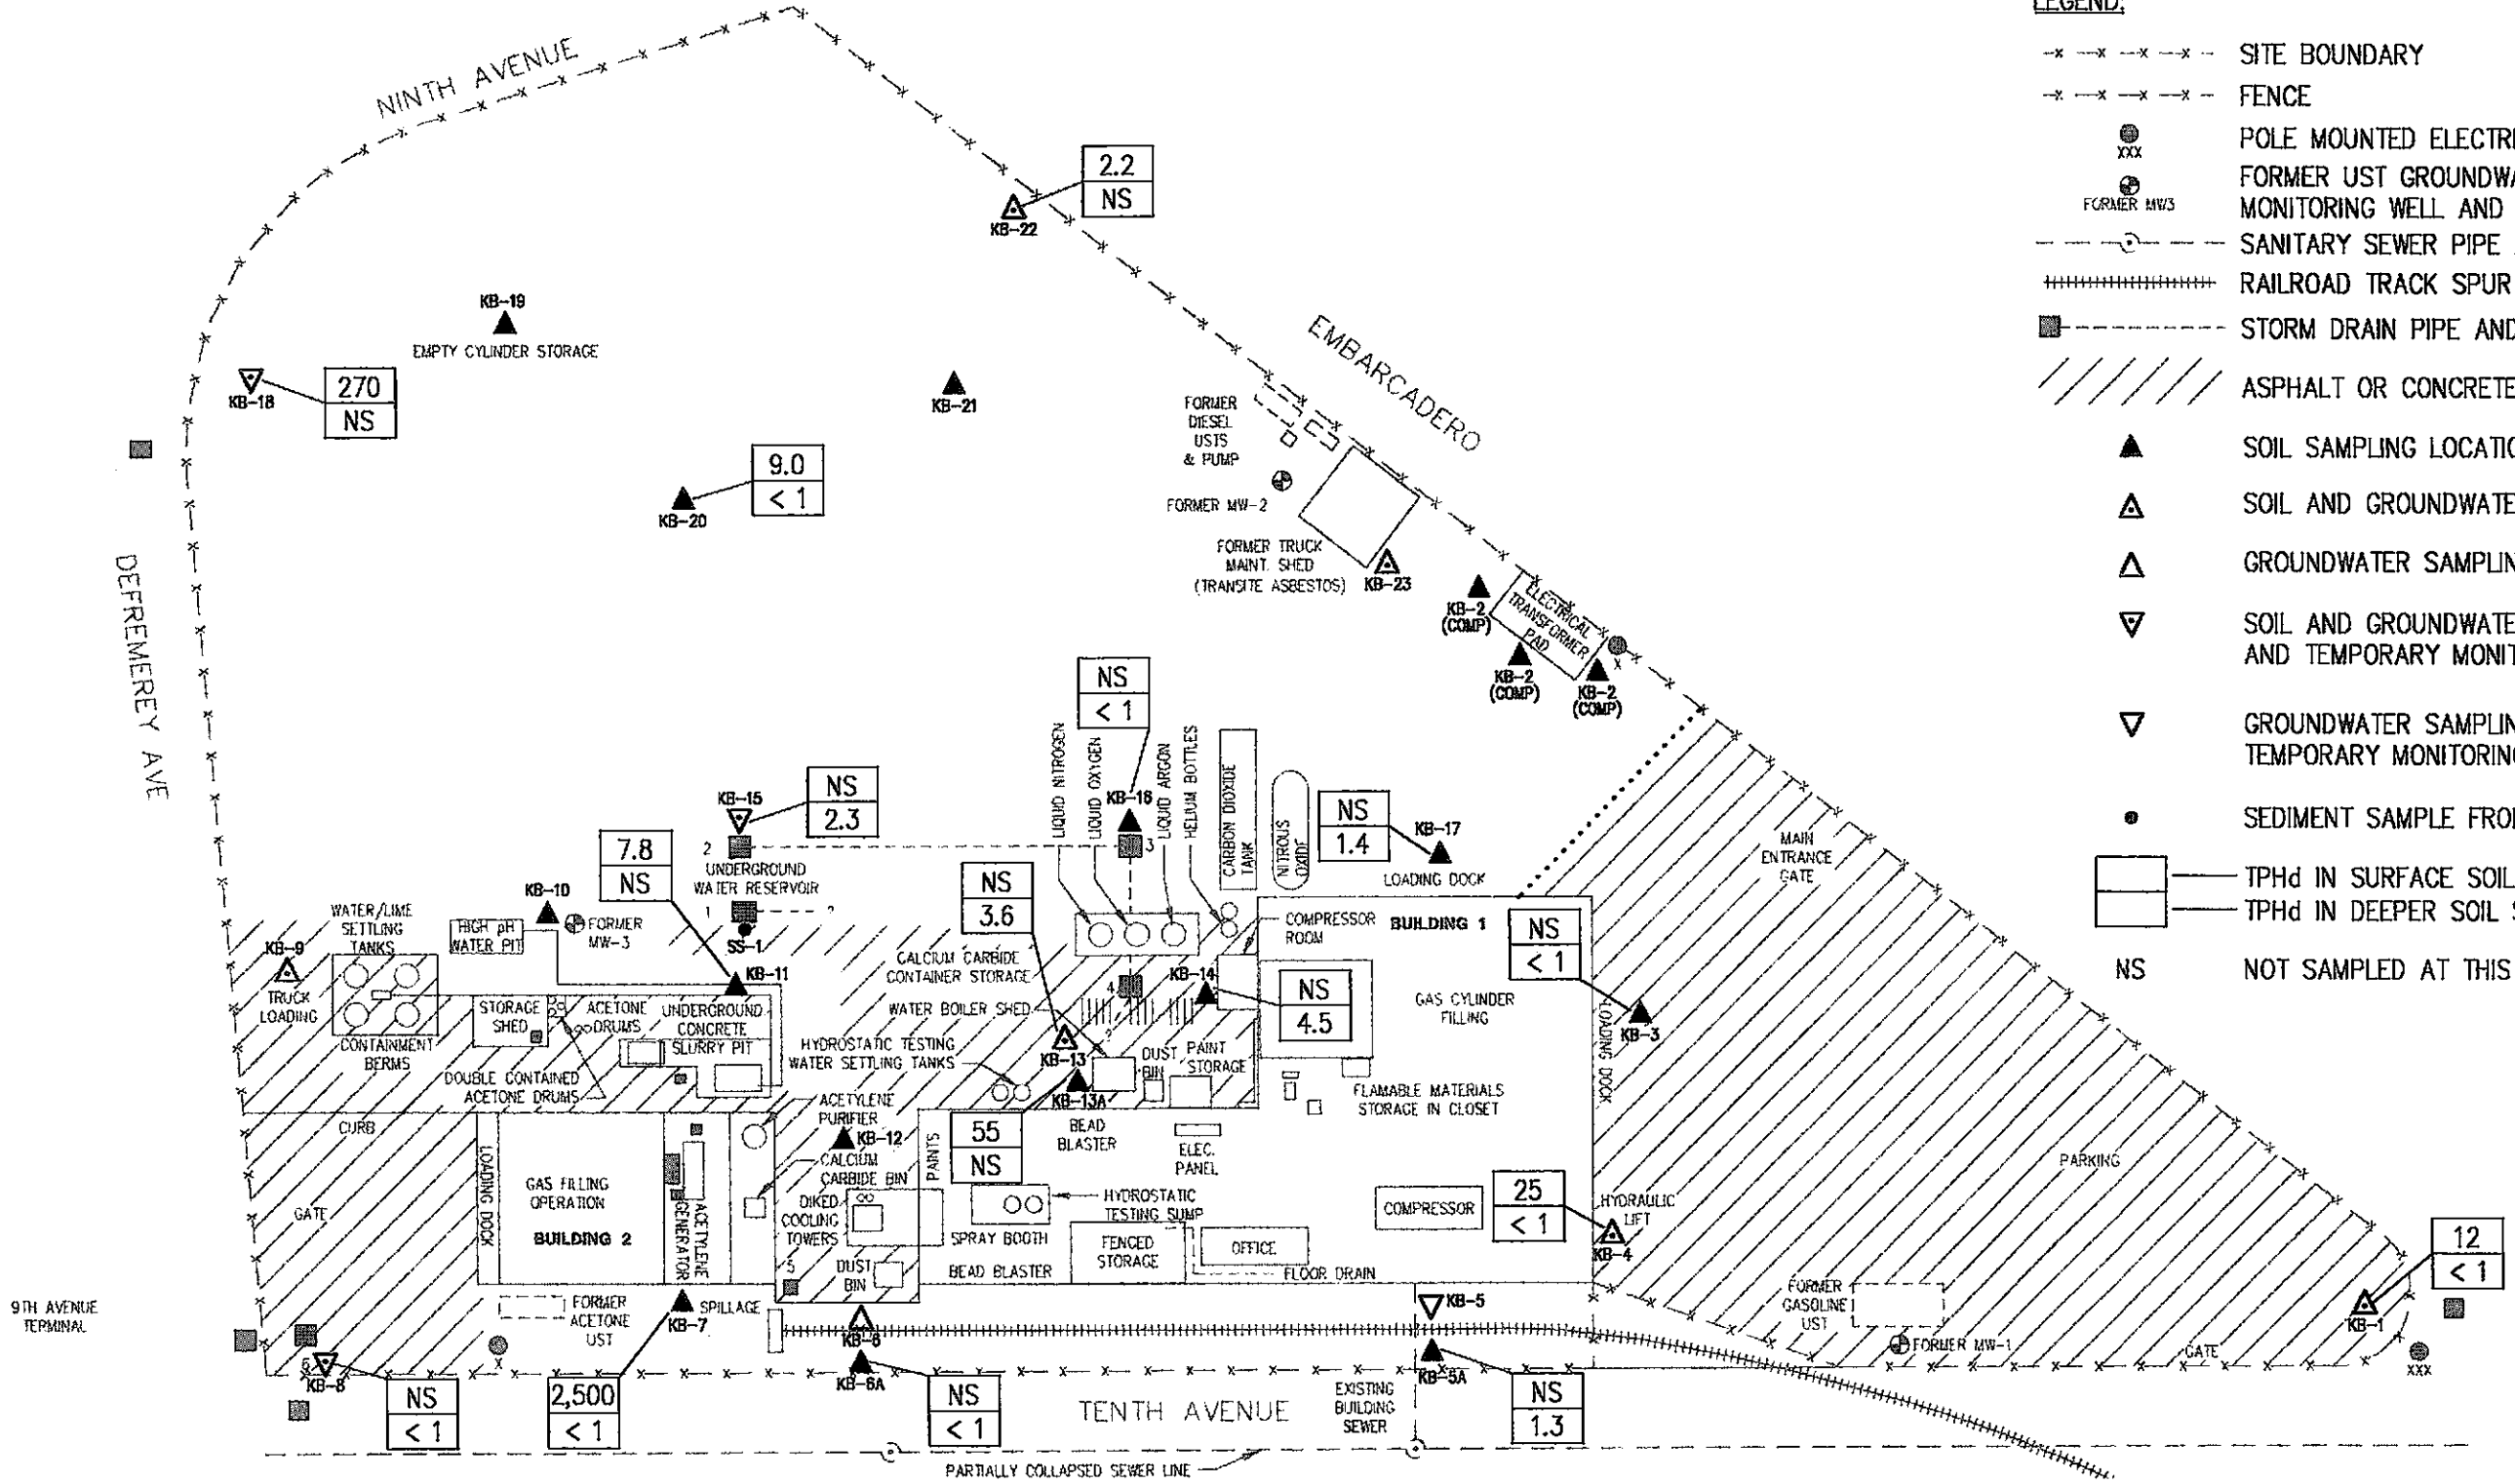 LEGEND:
SITE BOUNDARY
FENCE
XXX
POLE MOUNTED ELECTRI
FORMER MW3
FORMER UST GROUNDWA
MONITORING WELL AND
SANITARY SEWER PIPE
RAILROAD TRACK SPUR
STORM DRAIN PIPE AND
ASPHALT OR CONCRETE
SOIL SAMPLING LOCATIO
SOIL AND GROUNDWATE
GROUNDWATER SAMPLIN
SOIL AND GROUNDWATE
AND TEMPORARY MONIT
GROUNDWATER SAMPLIN
TEMPORARY MONITORING
SEDIMENT SAMPLE FRO
TPHd IN SURFACE SOIL
TPHd IN DEEPER SOIL S
NS
NOT SAMPLED AT THIS
NINTH AVENUE
EMBARCADERO
DEFREMEREY AVE
TENTH AVENUE
9TH AVENUE
TERMINAL
2.2
NS
KB-22
KB-19
EMPTY CYLINDER STORAGE
KB-18
270
NS
KB-21
9.0
< 1
KB-20
FORMER
DIESEL
USTS
& PUMP
FORMER MW-2
FORMER TRUCK
MAINT. SHED
(TRANSITE ASBESTOS)
KB-23
KB-2
(COMP)
KB-2
(COMP)
KB-2
(COMP)
ELECTRICAL
TRANSFORMER
PAD
X
NS
< 1
KB-16
3
LIQUID NITROGEN
LIQUID OXYGEN
LIQUID ARGON
HELIUM BOTTLES
CARBON DIOXIDE
TANK
NITROUS
OXIDE
NS
1.4
KB-17
LOADING DOCK
MAIN
ENTRANCE
GATE
KB-15
NS
2.3
2
UNDERGROUND
WATER RESERVOIR
1
?
SS-1
7.8
NS
KB-11
KB-10
HIGH pH
WATER PIT
FORMER
MW-3
WATER/LIME
SETTLING
TANKS
KB-9
TRUCK
LOADING
CONTAINMENT
BERMS
STORAGE
SHED
ACETONE
DRUMS
UNDERGROUND
CONCRETE
SLURRY PIT
DOUBLE CONTAINED
ACETONE DRUMS
NS
3.6
CALCIUM CARBIDE
CONTAINER STORAGE
WATER BOILER SHED
HYDROSTATIC TESTING
WATER SETTLING TANKS
KB-13
KB-13A
4
?
KB-14
NS
4.5
COMPRESSOR
ROOM
BUILDING 1
NS
< 1
KB-3
GAS CYLINDER
FILLING
LOADING DOCK
DUST
BIN
PAINT
STORAGE
FLAMABLE MATERIALS
STORAGE IN CLOSET
BEAD
BLASTER
55
NS
ELEC.
PANEL
PAINTS
ACETYLENE
PURIFIER
KB-12
CALCIUM
CARBIDE BIN
DIKED
COOLING
TOWERS
DUST
BIN
5
CURB
GATE
LOADING DOCK
GAS FILLING
OPERATION
BUILDING 2
ACETYLENE
GENERATOR
HYDROSTATIC
TESTING SUMP
SPRAY BOOTH
BEAD BLASTER
FENCED
STORAGE
OFFICE
FLOOR DRAIN
COMPRESSOR
25
< 1
HYDRAULIC
LIFT
KB-4
PARKING
12
< 1
KB-1
XXX
GATE
FORMER
GASOLINE
UST
FORMER MW-1
FORMER
ACETONE
UST
X
KB-7
SPILLAGE
KB-6
KB-6A
KB-5
KB-5A
6
KB-8
NS
< 1
2,500
< 1
NS
< 1
NS
1.3
EXISTING
BUILDING
SEWER
PARTIALLY COLLAPSED SEWER LINE